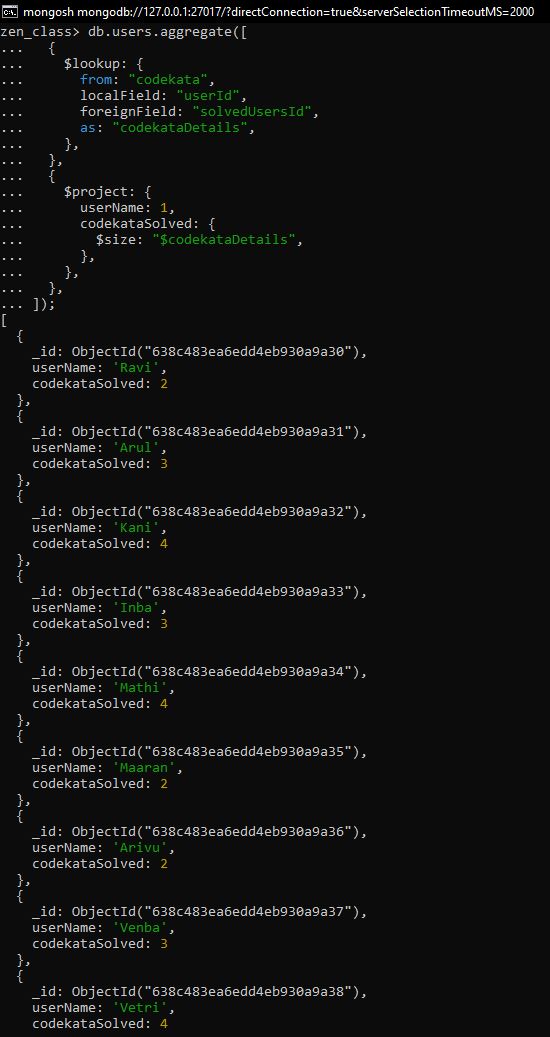 mongosh mongodb://127.0.0.1:27017/?directConnection=true&serverSelectionTimeoutMS=2000
zen_class> db.users.aggregate([
...   {
...     $lookup: {
...       from: "codekata",
...       localField: "userId",
...       foreignField: "solvedUsersId",
...       as: "codekataDetails",
...     },
...   },
...   {
...     $project: {
...       userName: 1,
...       codekataSolved: {
...         $size: "$codekataDetails",
...       },
...     },
...   },
... ]);
[
  {
    _id: ObjectId("638c483ea6edd4eb930a9a30"),
    userName: 'Ravi',
    codekataSolved: 2
  },
  {
    _id: ObjectId("638c483ea6edd4eb930a9a31"),
    userName: 'Arul',
    codekataSolved: 3
  },
  {
    _id: ObjectId("638c483ea6edd4eb930a9a32"),
    userName: 'Kani',
    codekataSolved: 4
  },
  {
    _id: ObjectId("638c483ea6edd4eb930a9a33"),
    userName: 'Inba',
    codekataSolved: 3
  },
  {
    _id: ObjectId("638c483ea6edd4eb930a9a34"),
    userName: 'Mathi',
    codekataSolved: 4
  },
  {
    _id: ObjectId("638c483ea6edd4eb930a9a35"),
    userName: 'Maaran',
    codekataSolved: 2
  },
  {
    _id: ObjectId("638c483ea6edd4eb930a9a36"),
    userName: 'Arivu',
    codekataSolved: 2
  },
  {
    _id: ObjectId("638c483ea6edd4eb930a9a37"),
    userName: 'Venba',
    codekataSolved: 3
  },
  {
    _id: ObjectId("638c483ea6edd4eb930a9a38"),
    userName: 'Vetri',
    codekataSolved: 4